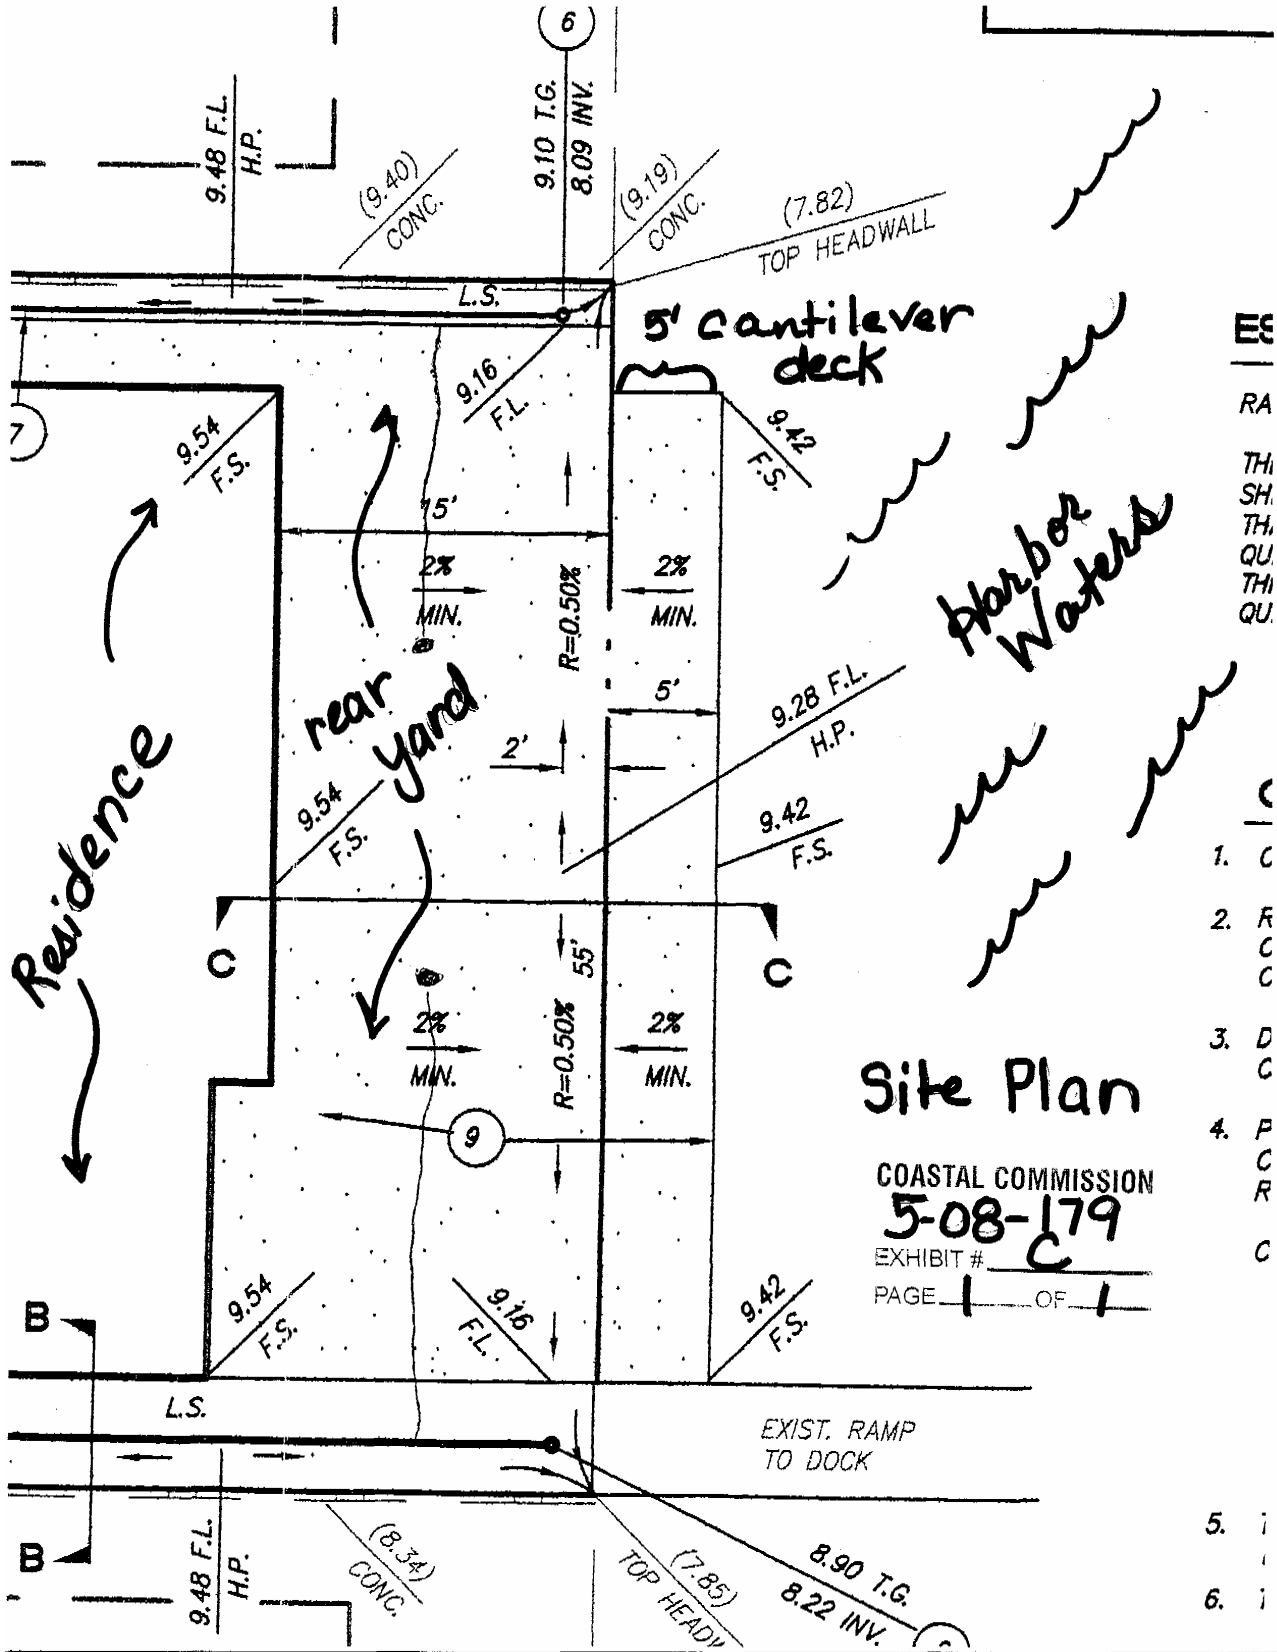 6
9.48 F.L.
H.P.
9.10 T.G.
8.09 INV.
(9.40)
CONC.
(9.19)
CONC.
(7.82)
TOP HEADWALL
L.S.
5' Cantilever
deck
ES
9.16
F.L.
RA
7
9.54
F.S.
9.42
F.S.
THI
SH
THA
QU
THI
QU
15'
2%
MIN.
R=0.50%
2%
MIN.
Harbor
Waters
rear
yard
5'
9.28 F.L.
H.P.
2'
Residence
9.54
F.S.
9.42
F.S.
C
1. C
2. R
C
C
C
C
55'
2%
MIN.
R=0.50%
2%
MIN.
3. D
C
Site Plan
9
4. P
C
R
COASTAL COMMISSION
5-08-179
EXHIBIT # C
PAGE 1 OF 1
C
9.54
F.S.
9.16
F.L.
9.42
F.S.
B
L.S.
EXIST. RAMP
TO DOCK
B
9.48 F.L.
H.P.
(8.34)
CONC.
(7.85)
TOP HEADW
8.90 T.G.
8.22 INV.
5.
6.